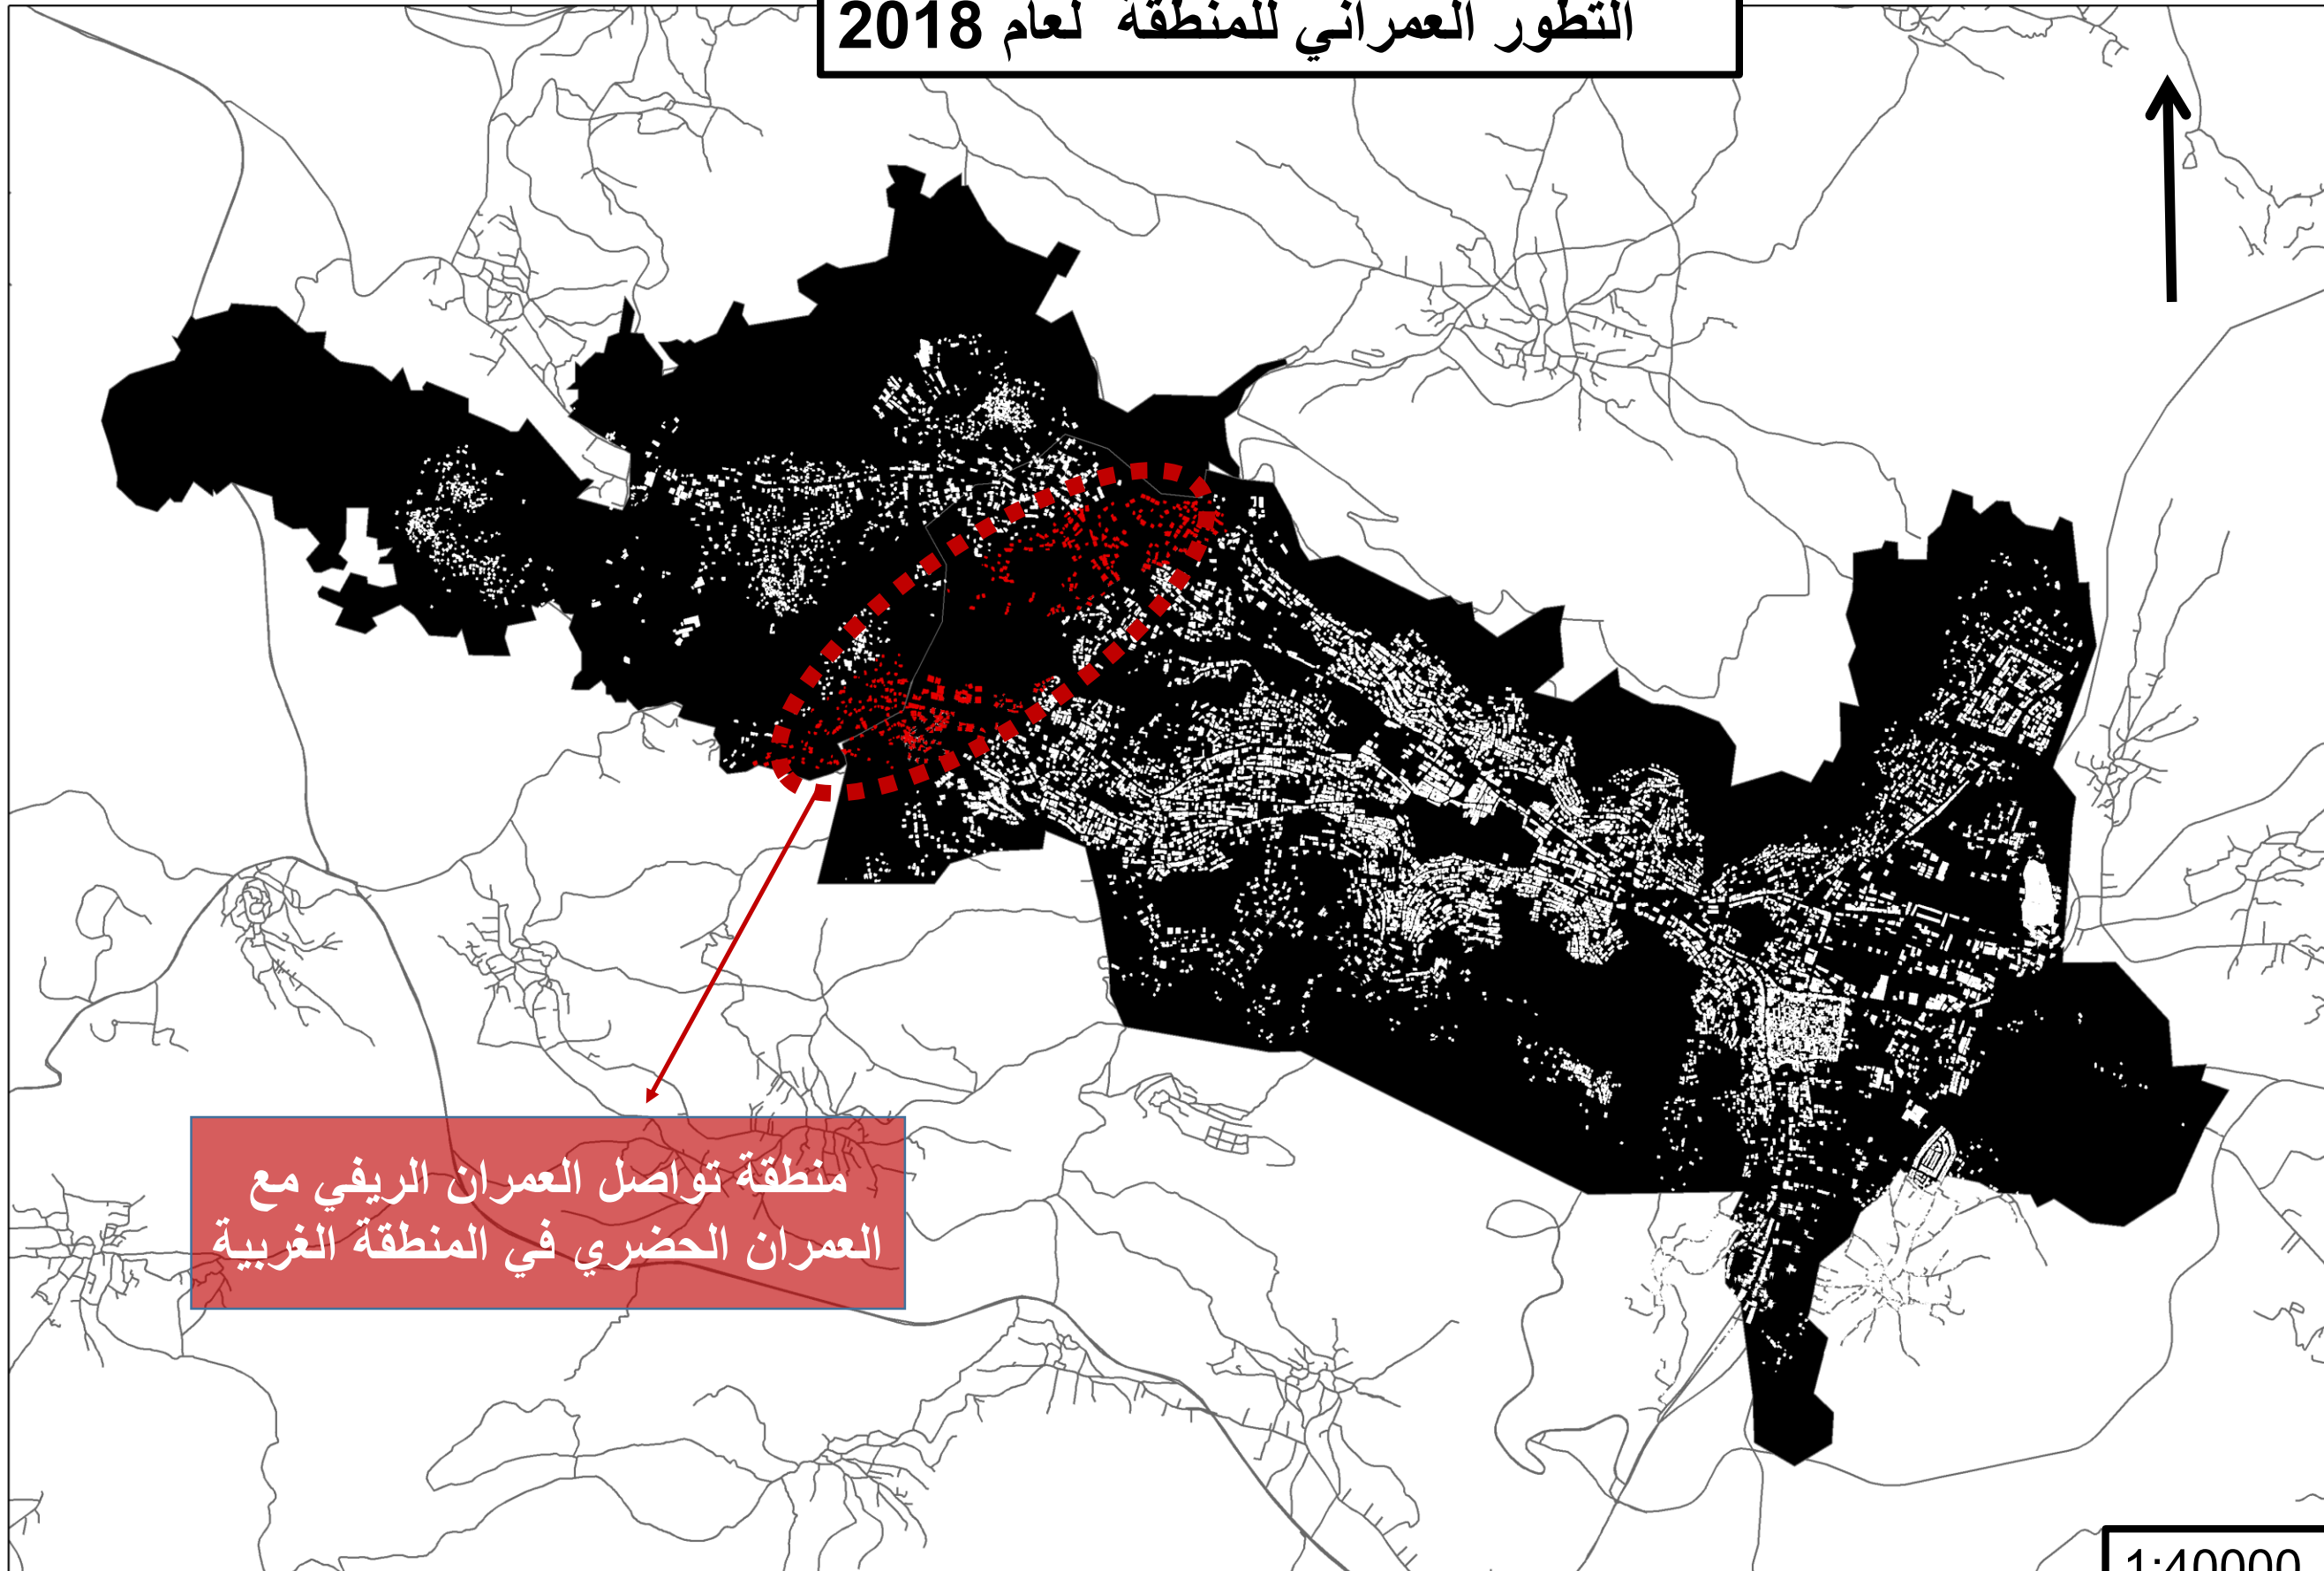 التطور العمراني للمنطقة لعام 2018
منطقة تواصل العمران الريفي مع
العمران الحضري في المنطقة الغربية
1:40000